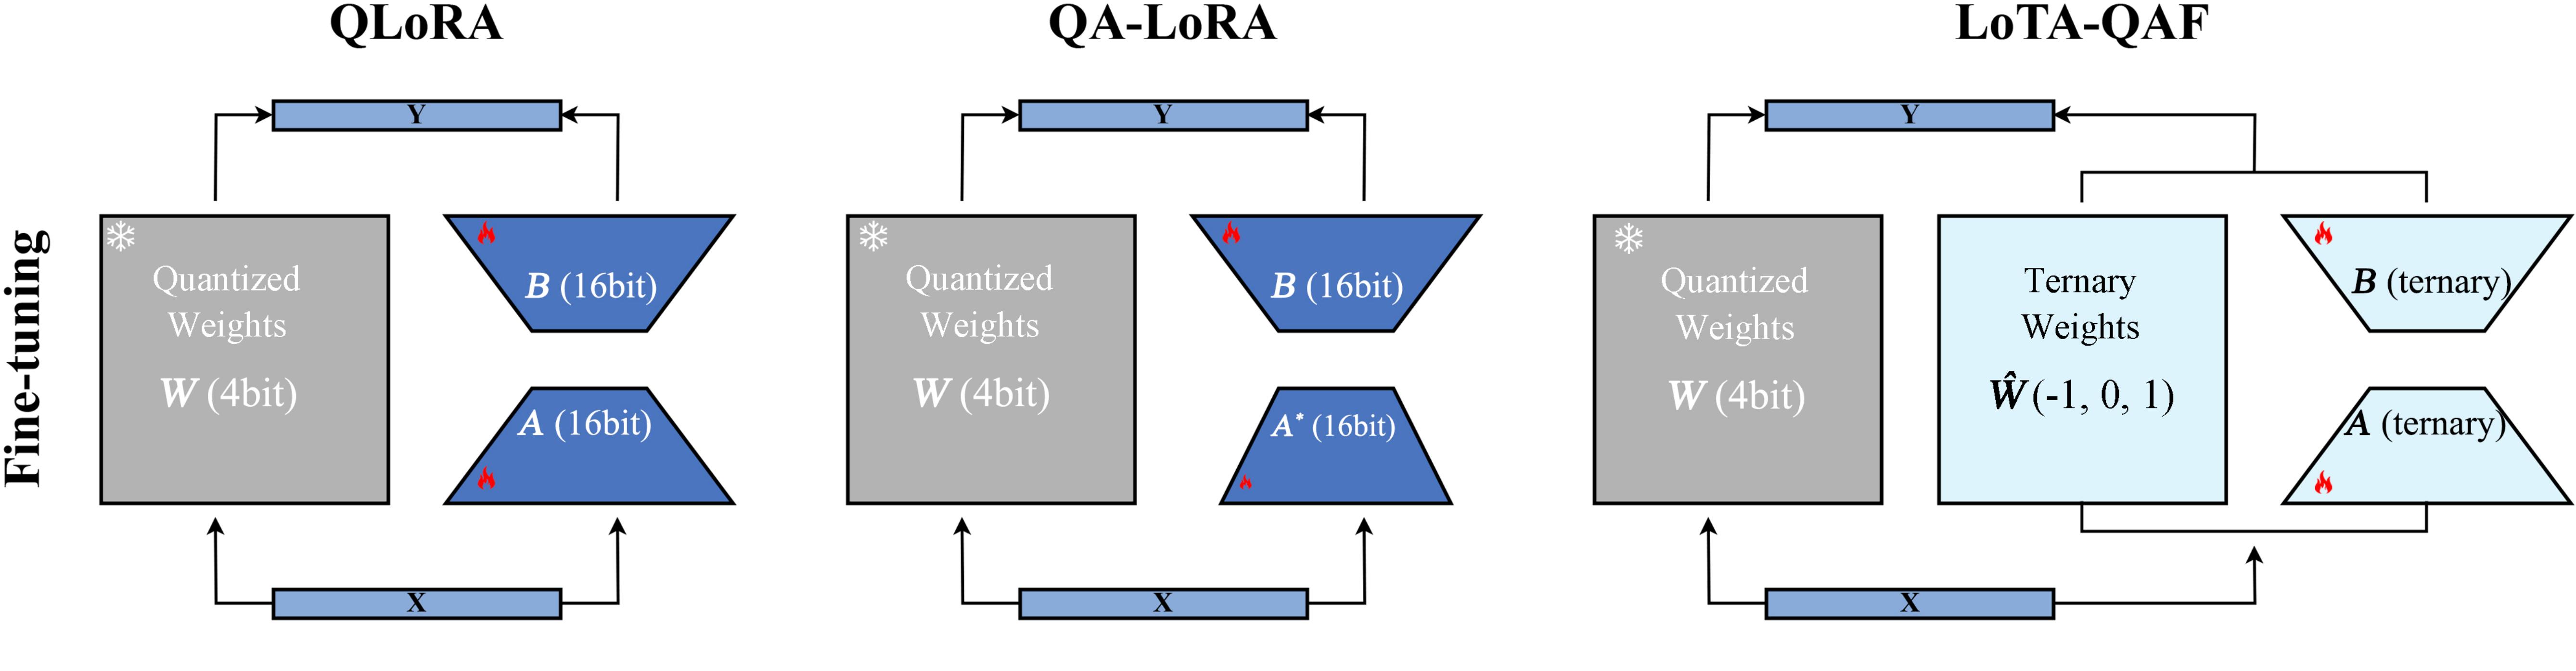 QLoRA
QA-LoRA
LoTA-QAF
Fine-tuning
Y
Quantized
Weights
W (4bit)
B (16bit)
A (16bit)
X
Y
Quantized
Weights
W (4bit)
B (16bit)
A* (16bit)
X
Y
Quantized
Weights
W (4bit)
Ternary
Weights
Ŵ(-1, 0, 1)
B (ternary)
A (ternary)
X